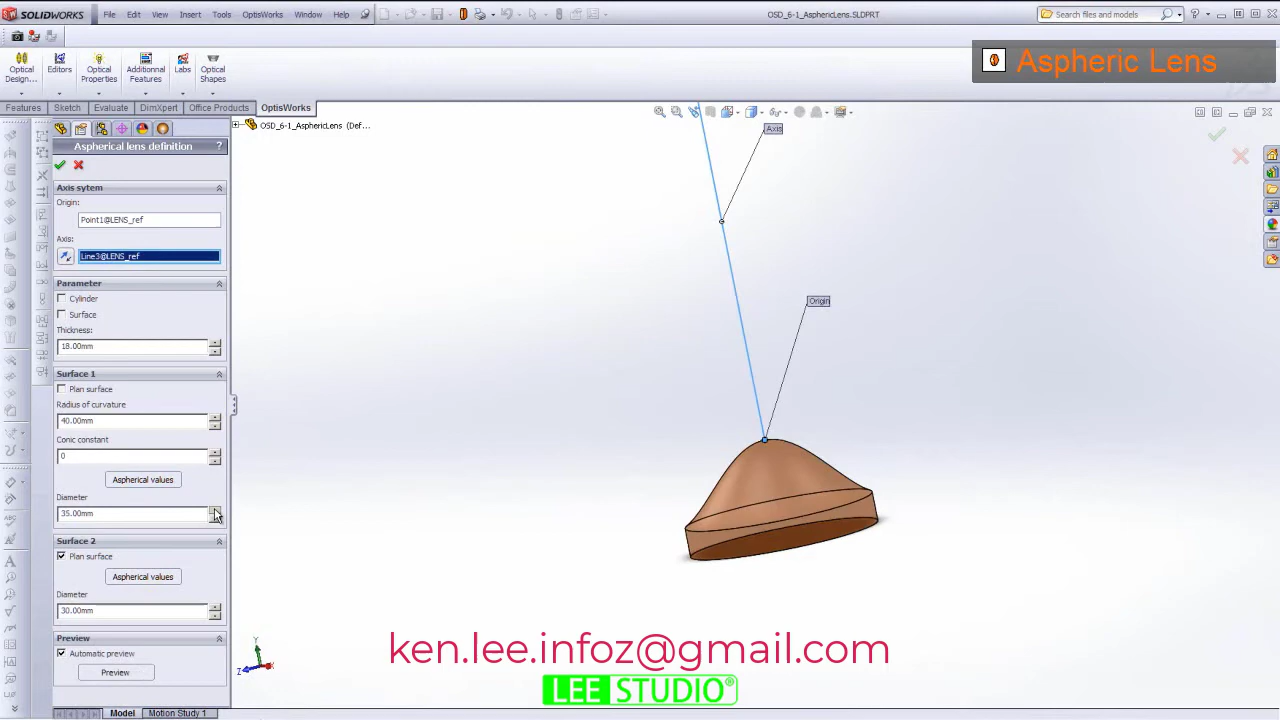 SOLIDWORKS File Edit View Insert Tools OptisWorks Window Help OSD_6-1_AsphericLens.SLDPRT Search files and models
Aspheric Lens
Optical Design... Editors Optical Properties Additional Features Labs Optical Shapes
Features Sketch Evaluate DimXpert Office Products OptisWorks
OSD_6-1_AsphericLens (Def...
Aspherical lens definition ?
Axis sytem
Origin:
Point1@LENS_ref
Axis:
Line3@LENS_ref
Parameter
Cylinder
Surface
Thickness:
18.00mm
Surface 1
Plan surface
Radius of curvature
40.00mm
Conic constant
0
Aspherical values
Diameter
35.00mm
Surface 2
Plan surface
Aspherical values
Diameter
30.00mm
Preview
Automatic preview
Preview
Axis
Origin
Y
Z
X
ken.lee.infoz@gmail.com
LEE STUDIO®
Model Motion Study 1